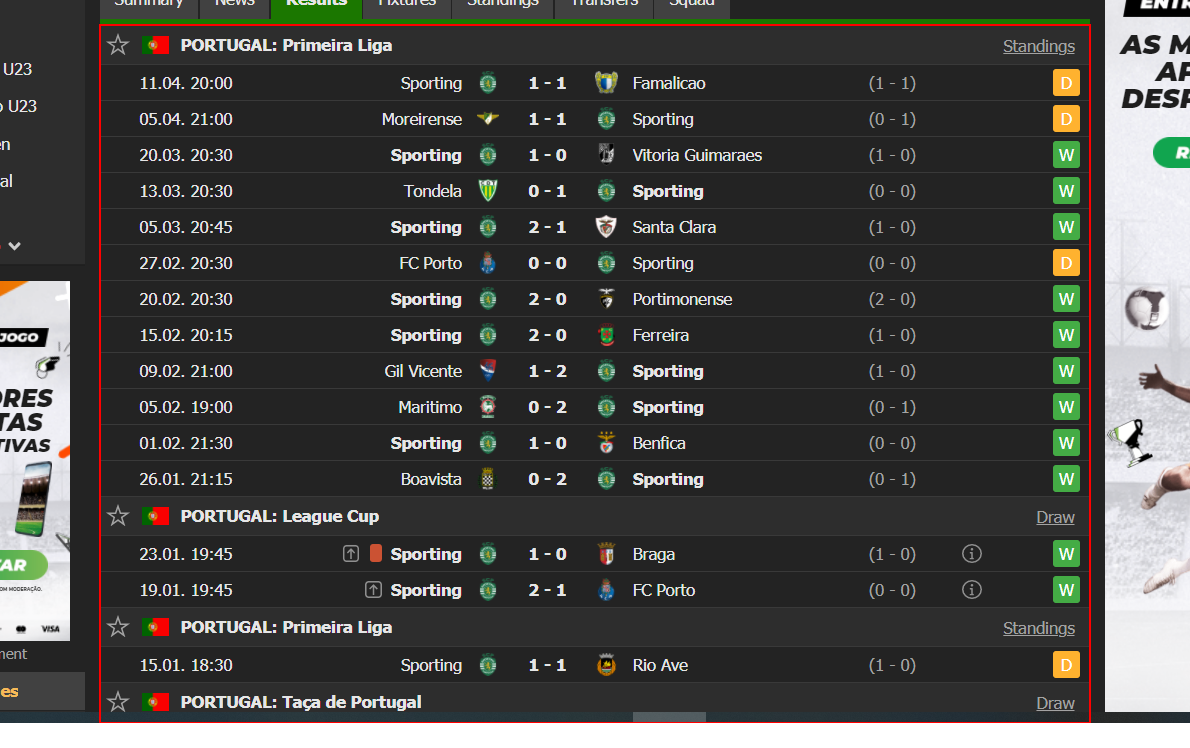 Summary News Results Fixtures Standings Transfers Squad
PORTUGAL: Primeira Liga Standings
11.04. 20:00 Sporting 1 - 1 Famalicao (1 - 1) D
05.04. 21:00 Moreirense 1 - 1 Sporting (0 - 1) D
20.03. 20:30 Sporting 1 - 0 Vitoria Guimaraes (1 - 0) W
13.03. 20:30 Tondela 0 - 1 Sporting (0 - 0) W
05.03. 20:45 Sporting 2 - 1 Santa Clara (1 - 0) W
27.02. 20:30 FC Porto 0 - 0 Sporting (0 - 0) D
20.02. 20:30 Sporting 2 - 0 Portimonense (2 - 0) W
15.02. 20:15 Sporting 2 - 0 Ferreira (1 - 0) W
09.02. 21:00 Gil Vicente 1 - 2 Sporting (1 - 0) W
05.02. 19:00 Maritimo 0 - 2 Sporting (0 - 1) W
01.02. 21:30 Sporting 1 - 0 Benfica (0 - 0) W
26.01. 21:15 Boavista 0 - 2 Sporting (0 - 1) W
PORTUGAL: League Cup Draw
23.01. 19:45 Sporting 1 - 0 Braga (1 - 0) W
19.01. 19:45 Sporting 2 - 1 FC Porto (0 - 0) W
PORTUGAL: Primeira Liga Standings
15.01. 18:30 Sporting 1 - 1 Rio Ave (1 - 0) D
PORTUGAL: Taça de Portugal Draw
U23
o U23
en
al
JOGO
ORES
TAS
TIVAS
AR
OM MODERAÇÃO.
VISA
ment
es
ENTR
AS M
AP
DESP
R